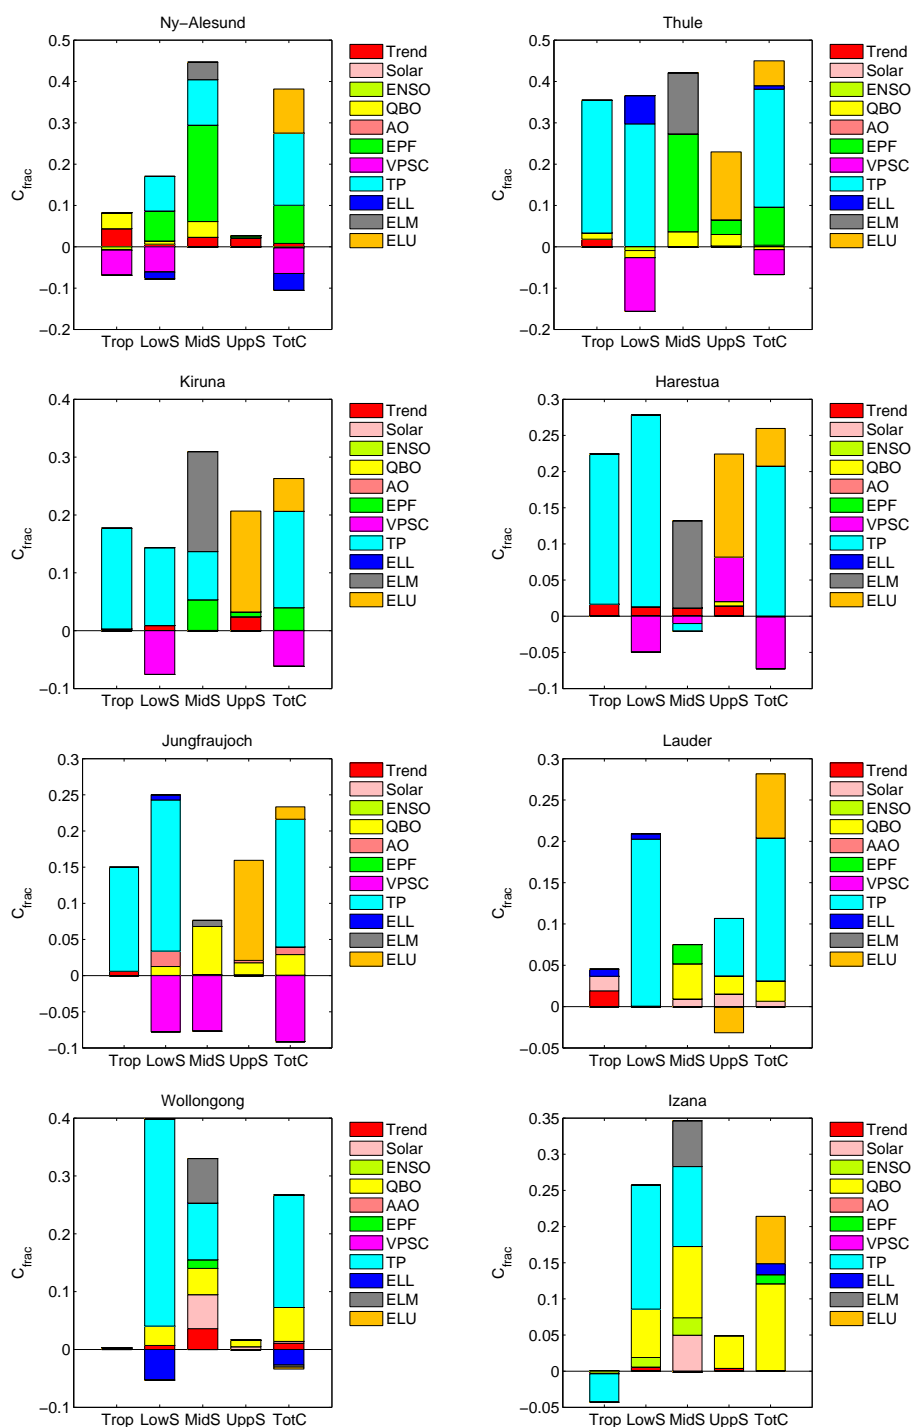 Ny−Alesund
0.5
0.4
0.3
0.2
0.1
0
−0.1
−0.2
C_frac
Trop LowS MidS UppS TotC
Trend
Solar
ENSO
QBO
AO
EPF
VPSC
TP
ELL
ELM
ELU
Thule
0.5
0.4
0.3
0.2
0.1
0
−0.1
−0.2
C_frac
Trop LowS MidS UppS TotC
Trend
Solar
ENSO
QBO
AO
EPF
VPSC
TP
ELL
ELM
ELU
Kiruna
0.4
0.3
0.2
0.1
0
−0.1
C_frac
Trop LowS MidS UppS TotC
Trend
Solar
ENSO
QBO
AO
EPF
VPSC
TP
ELL
ELM
ELU
Harestua
0.3
0.25
0.2
0.15
0.1
0.05
0
−0.05
−0.1
C_frac
Trop LowS MidS UppS TotC
Trend
Solar
ENSO
QBO
AO
EPF
VPSC
TP
ELL
ELM
ELU
Jungfraujoch
0.3
0.25
0.2
0.15
0.1
0.05
0
−0.05
−0.1
C_frac
Trop LowS MidS UppS TotC
Trend
Solar
ENSO
QBO
AO
EPF
VPSC
TP
ELL
ELM
ELU
Lauder
0.3
0.25
0.2
0.15
0.1
0.05
0
−0.05
C_frac
Trop LowS MidS UppS TotC
Trend
Solar
ENSO
QBO
AAO
EPF
VPSC
TP
ELL
ELM
ELU
Wollongong
0.4
0.3
0.2
0.1
0
−0.1
C_frac
Trop LowS MidS UppS TotC
Trend
Solar
ENSO
QBO
AAO
EPF
VPSC
TP
ELL
ELM
ELU
Izana
0.35
0.3
0.25
0.2
0.15
0.1
0.05
0
−0.05
C_frac
Trop LowS MidS UppS TotC
Trend
Solar
ENSO
QBO
AO
EPF
VPSC
TP
ELL
ELM
ELU